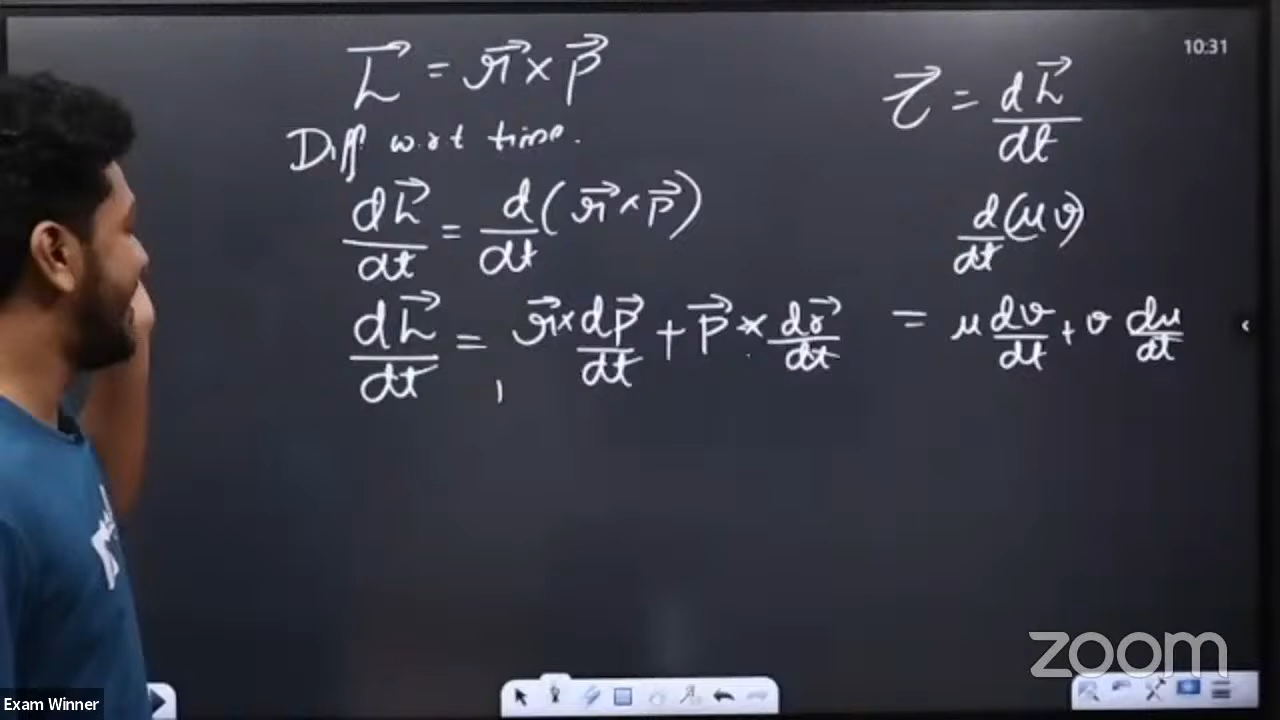 L⃗ = r⃗ × p⃗
Diff w.r.t time.
dL⃗/dt = d/dt (r⃗ × p⃗)
dL⃗/dt = r⃗ × dp⃗/dt + p⃗ × dr⃗/dt
10:31
τ⃗ = dL⃗/dt
d/dt (u v)
= u dv/dt + v du/dt
zoom
Exam Winner